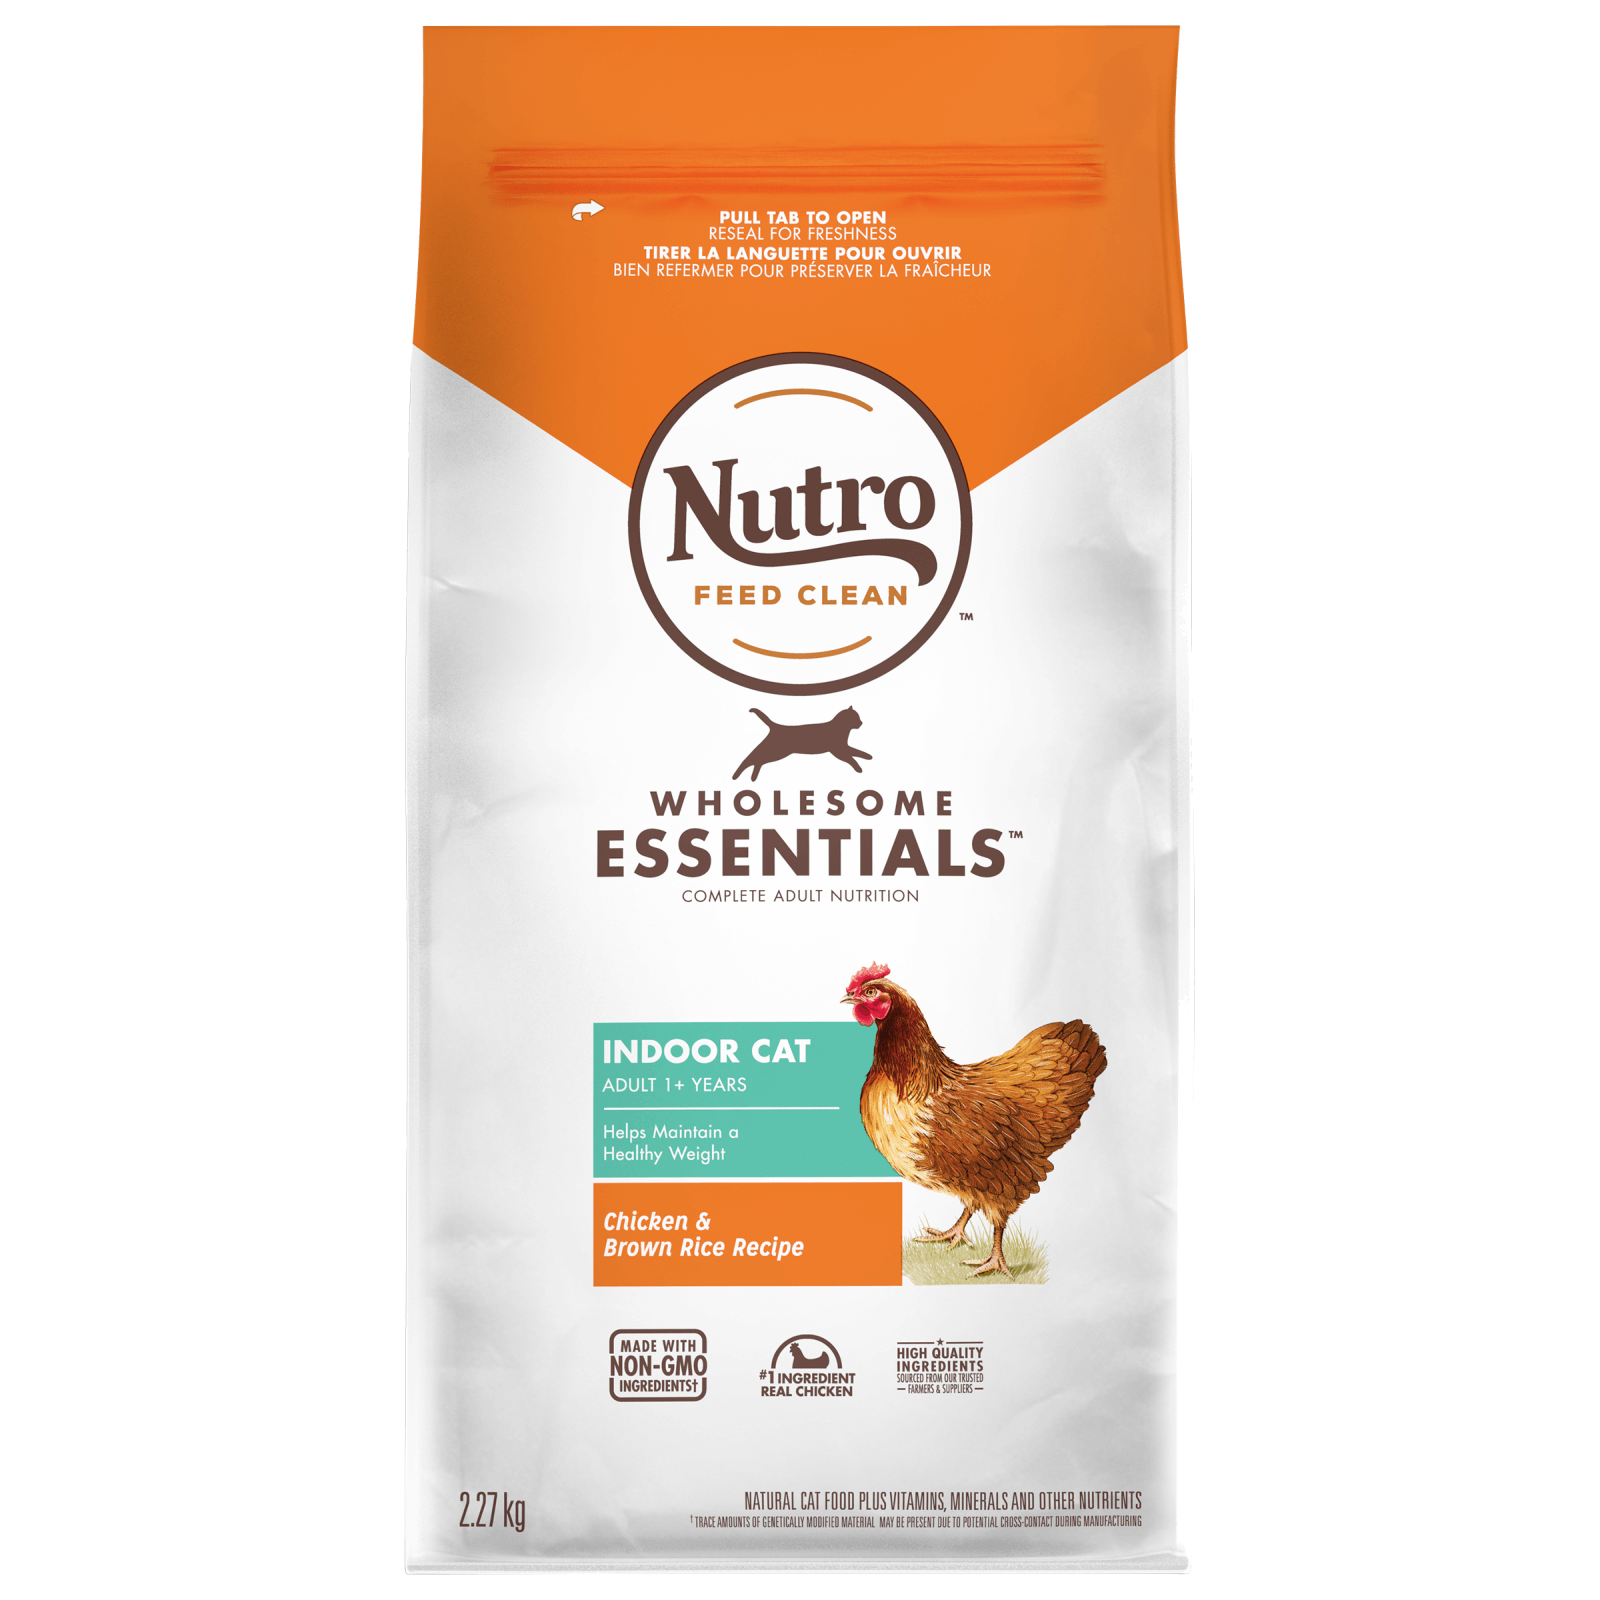 PULL TAB TO OPEN
RESEAL FOR FRESHNESS
TIRER LA LANGUETTE POUR OUVRIR
BIEN REFERMER POUR PRÉSERVER LA FRAÎCHEUR
Nutro
FEED CLEAN
™
WHOLESOME
ESSENTIALS™
COMPLETE ADULT NUTRITION
INDOOR CAT
ADULT 1+ YEARS
Helps Maintain a
Healthy Weight
Chicken &
Brown Rice Recipe
MADE WITH
NON-GMO
INGREDIENTS†
#1 INGREDIENT
REAL CHICKEN
HIGH QUALITY
INGREDIENTS
SOURCED FROM OUR TRUSTED
FARMERS & SUPPLIERS
2.27 kg
NATURAL CAT FOOD PLUS VITAMINS, MINERALS AND OTHER NUTRIENTS
† TRACE AMOUNTS OF GENETICALLY MODIFIED MATERIAL MAY BE PRESENT DUE TO POTENTIAL CROSS-CONTACT DURING MANUFACTURING